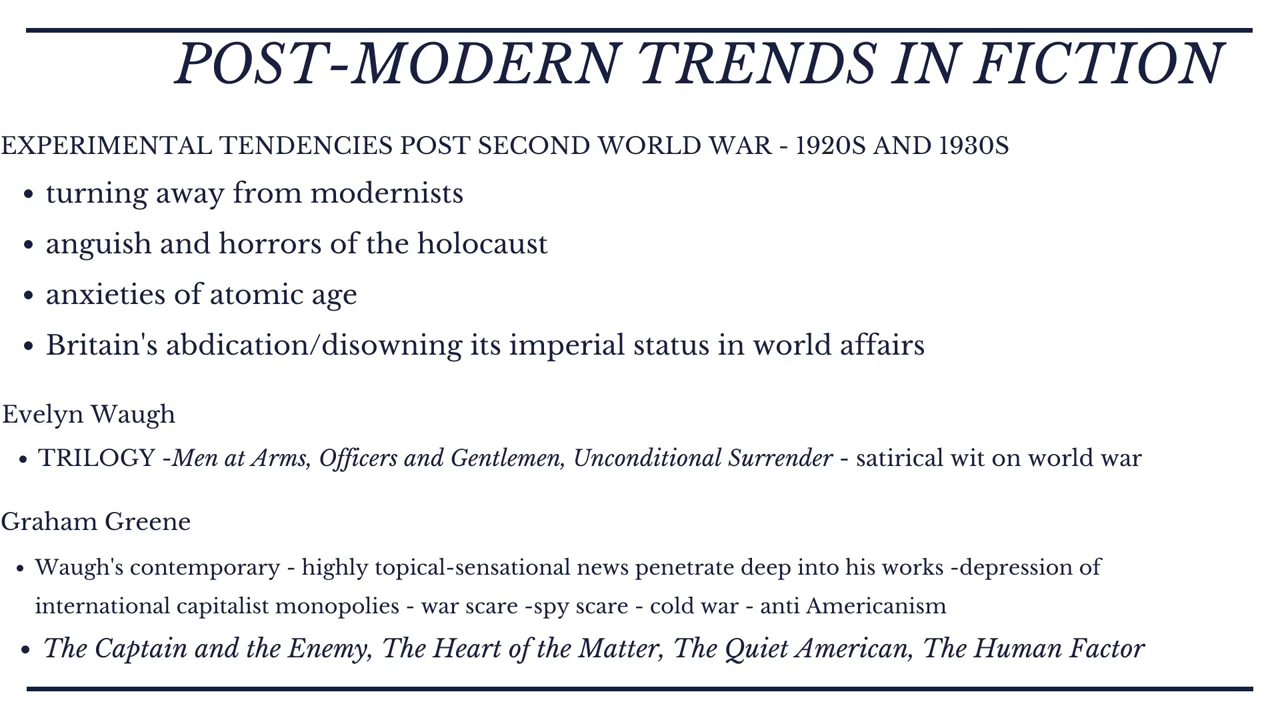 POST-MODERN TRENDS IN FICTION
EXPERIMENTAL TENDENCIES POST SECOND WORLD WAR - 1920S AND 1930S
• turning away from modernists
• anguish and horrors of the holocaust
• anxieties of atomic age
• Britain's abdication/disowning its imperial status in world affairs
Evelyn Waugh
• TRILOGY -Men at Arms, Officers and Gentlemen, Unconditional Surrender - satirical wit on world war
Graham Greene
• Waugh's contemporary - highly topical-sensational news penetrate deep into his works -depression of
international capitalist monopolies - war scare -spy scare - cold war - anti Americanism
• The Captain and the Enemy, The Heart of the Matter, The Quiet American, The Human Factor